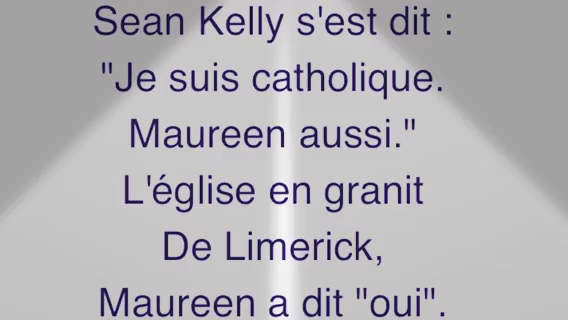 Sean Kelly s'est dit :
"Je suis catholique.
Maureen aussi."
L'église en granit
De Limerick,
Maureen a dit "oui".